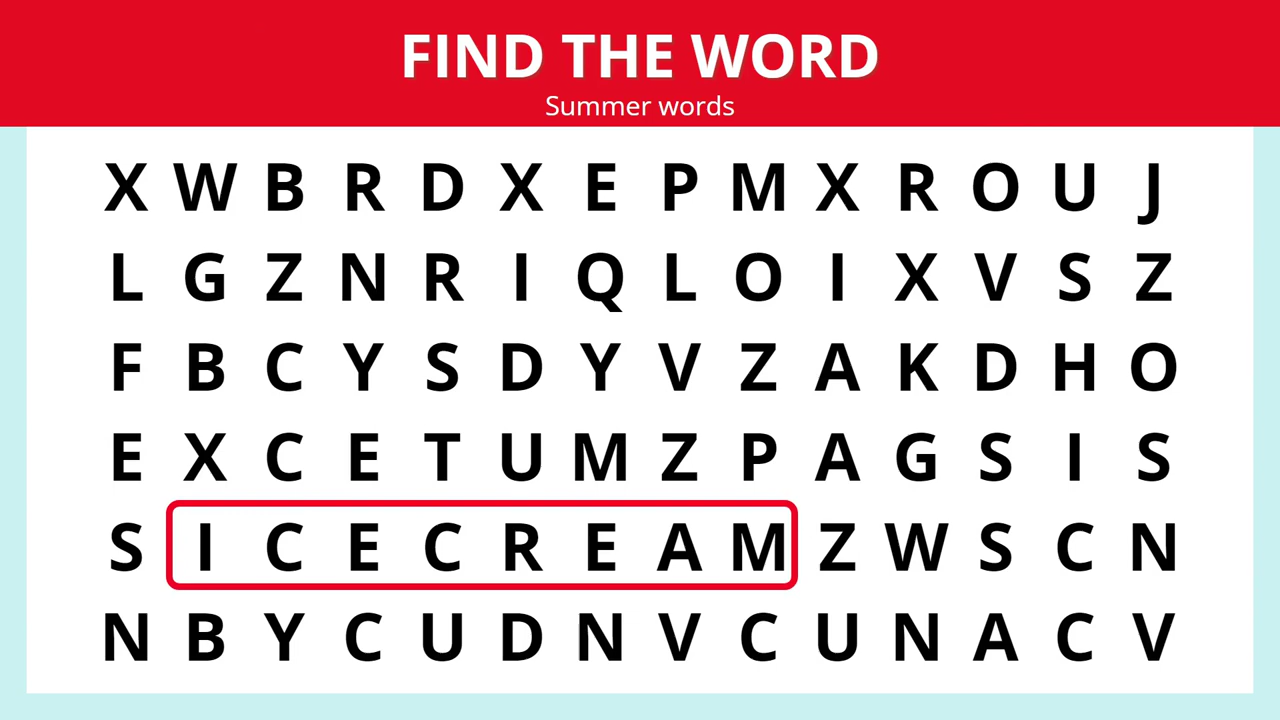 FIND THE WORD
Summer words
X W B R D X E P M X R O U J
L G Z N R I Q L O I X V S Z
F B C Y S D Y V Z A K D H O
E X C E T U M Z P A G S I S
S I C E C R E A M Z W S C N
N B Y C U D N V C U N A C V